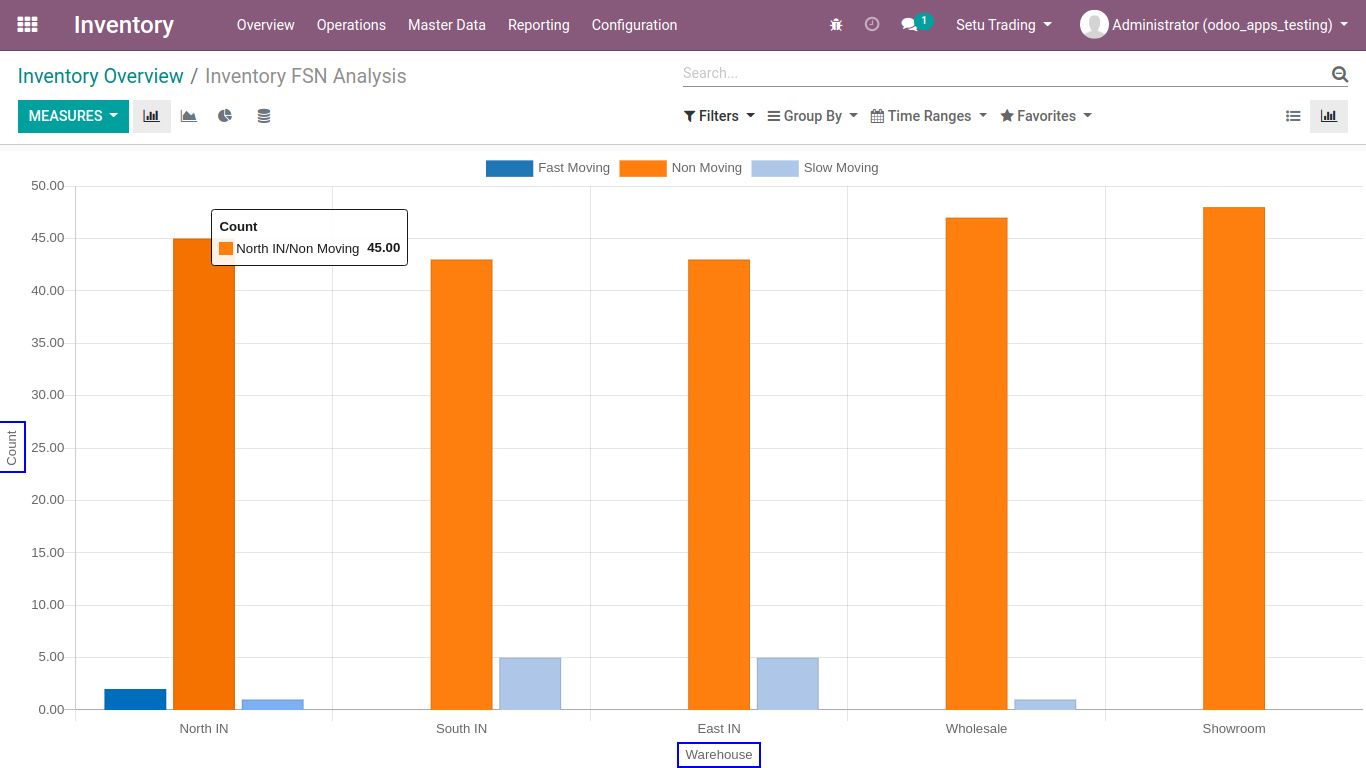 Inventory Overview Operations Master Data Reporting Configuration 1 Setu Trading Administrator (odoo_apps_testing)
Inventory Overview / Inventory FSN Analysis Search...
MEASURES Filters Group By Time Ranges Favorites
Fast Moving Non Moving Slow Moving
50.00
Count
North IN/Non Moving 45.00
45.00
40.00
35.00
30.00
25.00
Count
20.00
15.00
10.00
5.00
0.00
North IN South IN East IN Wholesale Showroom
Warehouse